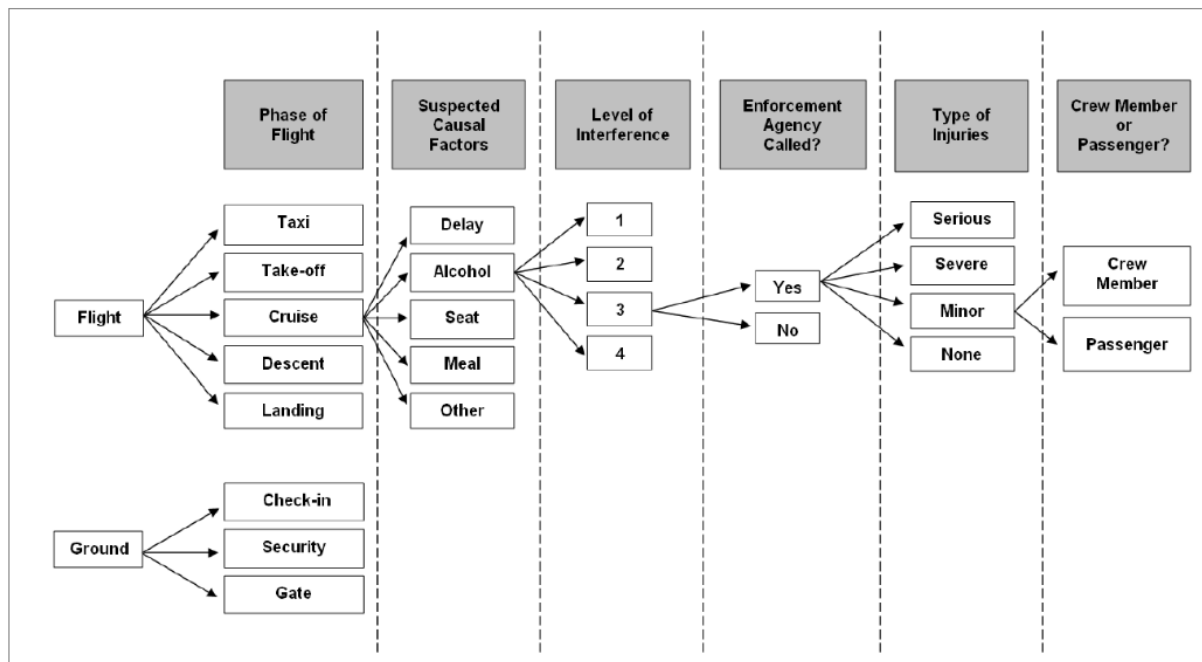 Phase of
Flight
Suspected
Causal
Factors
Level of
Interference
Enforcement
Agency
Called?
Type of
Injuries
Crew Member
or
Passenger?
Flight
Taxi
Take-off
Cruise
Descent
Landing
Delay
Alcohol
Seat
Meal
Other
1
2
3
4
Yes
No
Serious
Severe
Minor
None
Crew
Member
Passenger
Ground
Check-in
Security
Gate